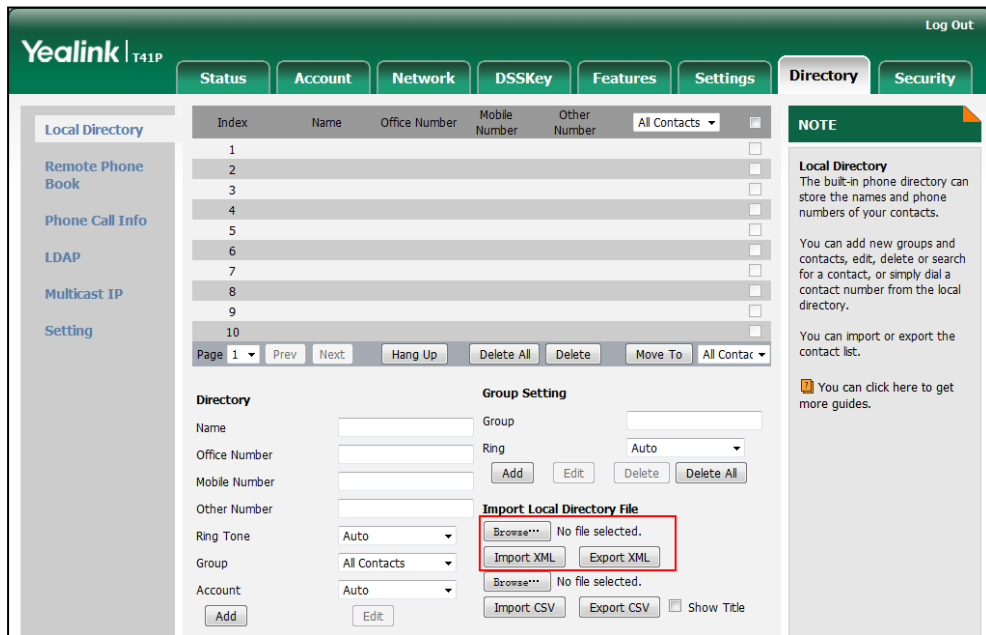 Log Out
Yealink | T41P
Status Account Network DSSKey Features Settings Directory Security
Local Directory
Remote Phone
Book
Phone Call Info
LDAP
Multicast IP
Setting
Index Name Office Number Mobile Number Other Number All Contacts
1
2
3
4
5
6
7
8
9
10
Page 1 Prev Next Hang Up Delete All Delete Move To All Contac
Directory
Name
Office Number
Mobile Number
Other Number
Ring Tone Auto
Group All Contacts
Account Auto
Add Edit
Group Setting
Group
Ring Auto
Add Edit Delete Delete All
Import Local Directory File
Browse... No file selected.
Import XML Export XML
Browse... No file selected.
Import CSV Export CSV Show Title
NOTE
Local Directory
The built-in phone directory can
store the names and phone
numbers of your contacts.
You can add new groups and
contacts, edit, delete or search
for a contact, or simply dial a
contact number from the local
directory.
You can import or export the
contact list.
You can click here to get
more guides.